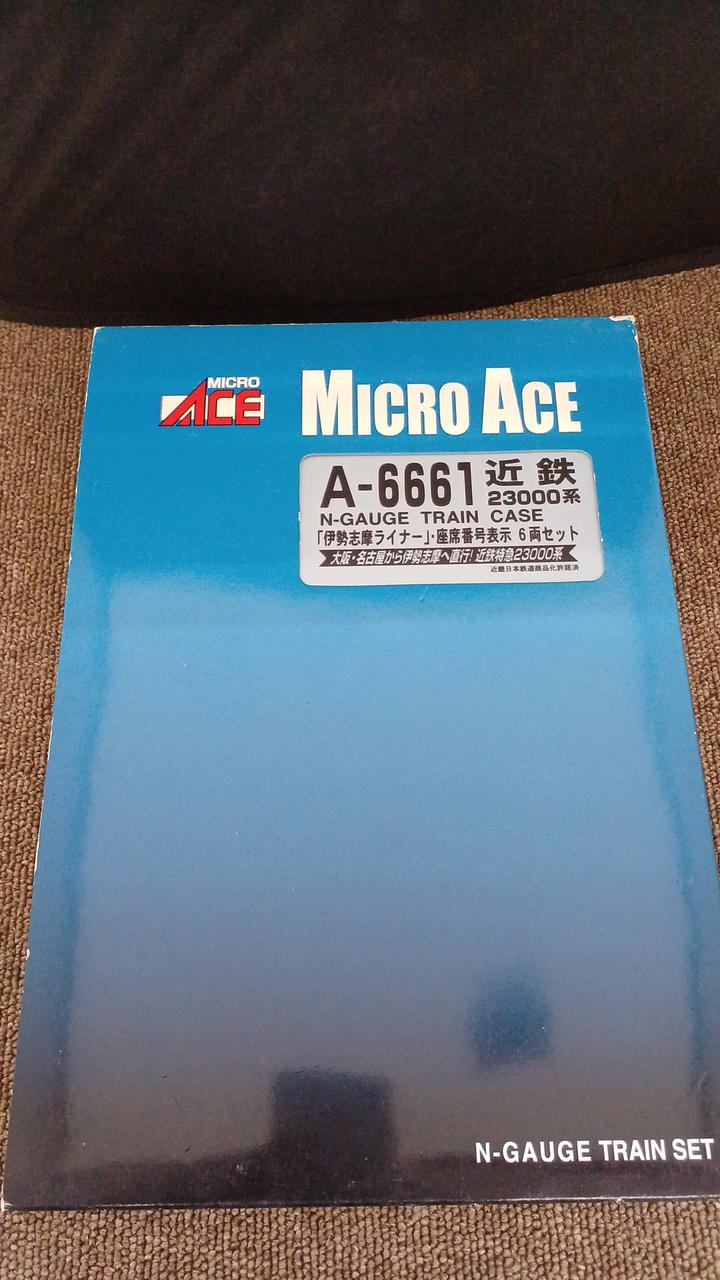 MICRO
ACE
MICRO ACE
A-6661 近鉄
23000系
N-GAUGE TRAIN CASE
「伊勢志摩ライナー」・座席番号表示 6両セット
大阪・名古屋から伊勢志摩へ直行! 近鉄特急23000系
近畿日本鉄道商品化許諾済
N-GAUGE TRAIN SET